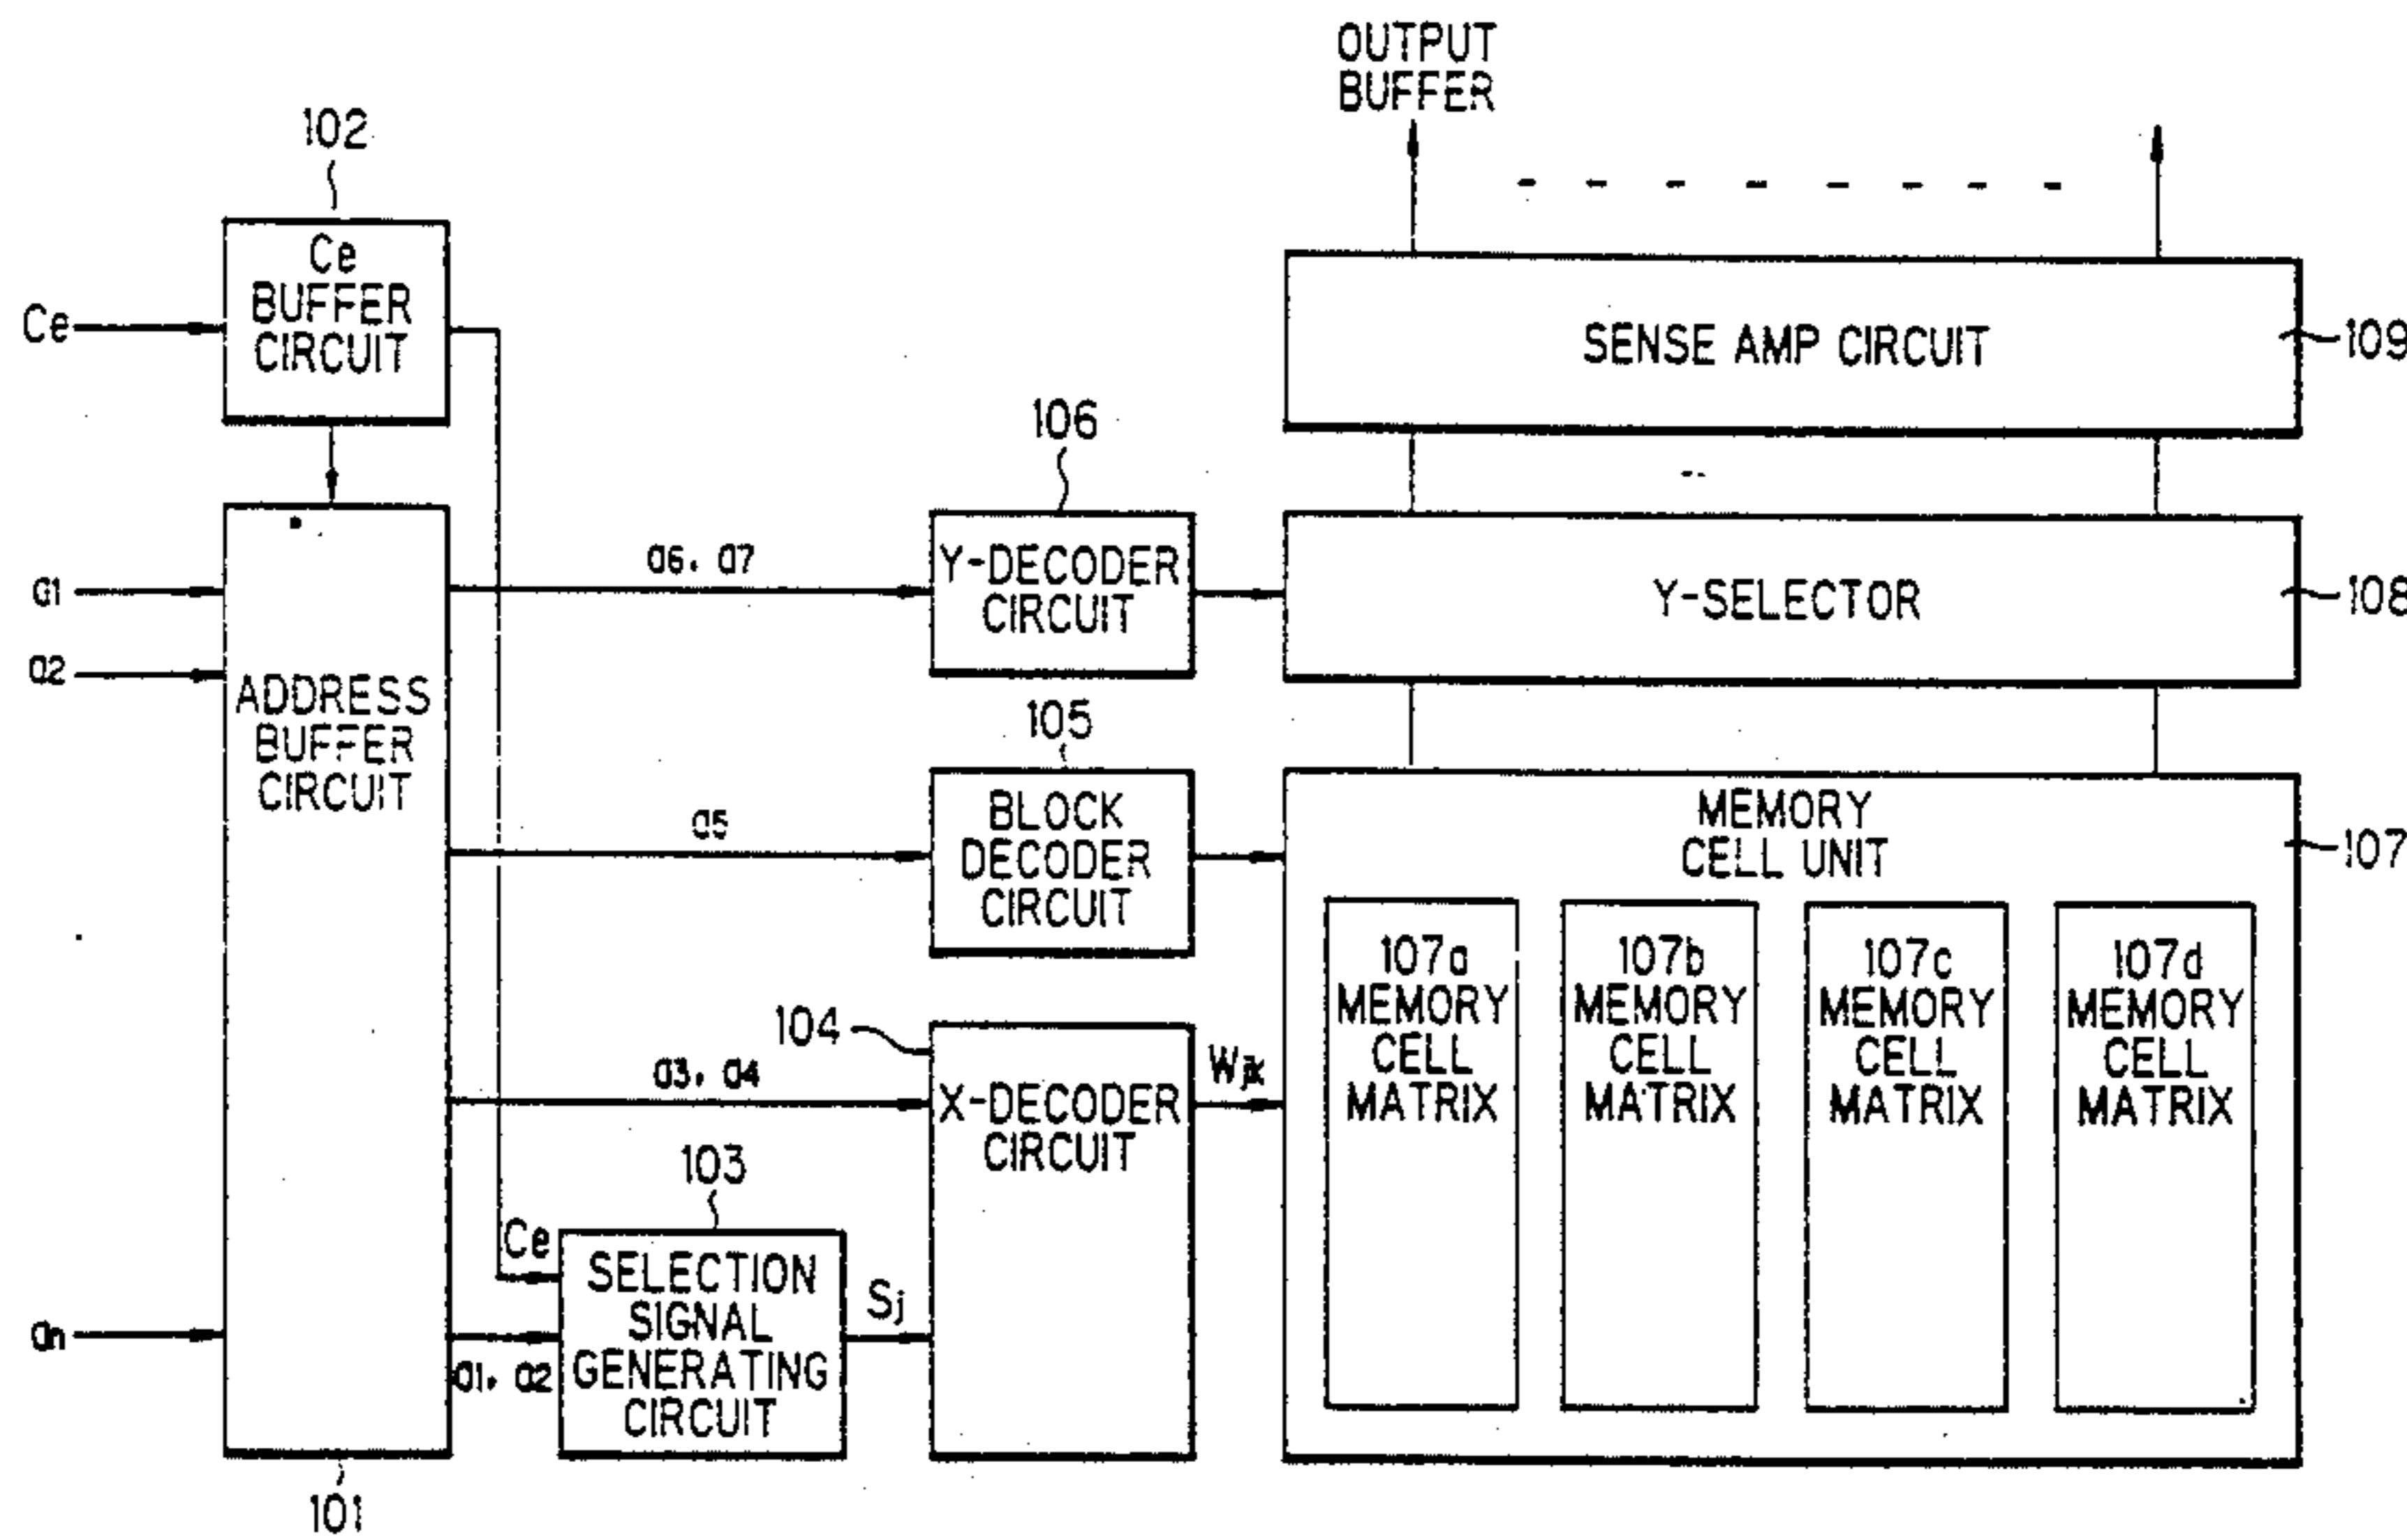 OUTPUT
BUFFER
102
Ce
BUFFER
CIRCUIT
Ce
SENSE AMP CIRCUIT
109
106
a1
a6, a7
Y-DECODER
CIRCUIT
Y-SELECTOR
108
a2
ADDRESS
BUFFER
CIRCUIT
105
a5
BLOCK
DECODER
CIRCUIT
MEMORY
CELL UNIT
107
107a
MEMORY
CELL
MATRIX
107b
MEMORY
CELL
MATRIX
107c
MEMORY
CELL
MATRIX
107d
MEMORY
CELL
MATRIX
104
a3, a4
X-DECODER
CIRCUIT
Wjk
103
Ce
SELECTION
SIGNAL
GENERATING
CIRCUIT
Sj
an
a1, a2
101